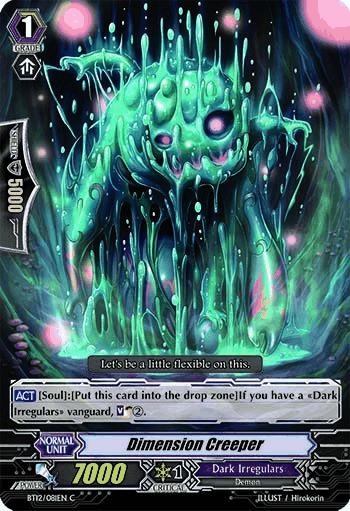 1
GRADE
SHIELD
5000
Let's be a little flexible on this.
ACT [Soul]:[Put this card into the drop zone]If you have a «Dark
Irregulars» vanguard, V ②.
NORMAL
UNIT
Dimension Creeper
POWER
7000
1
CRITICAL
Dark Irregulars
Demon
BT12/081EN C
ILLUST / Hirokorin